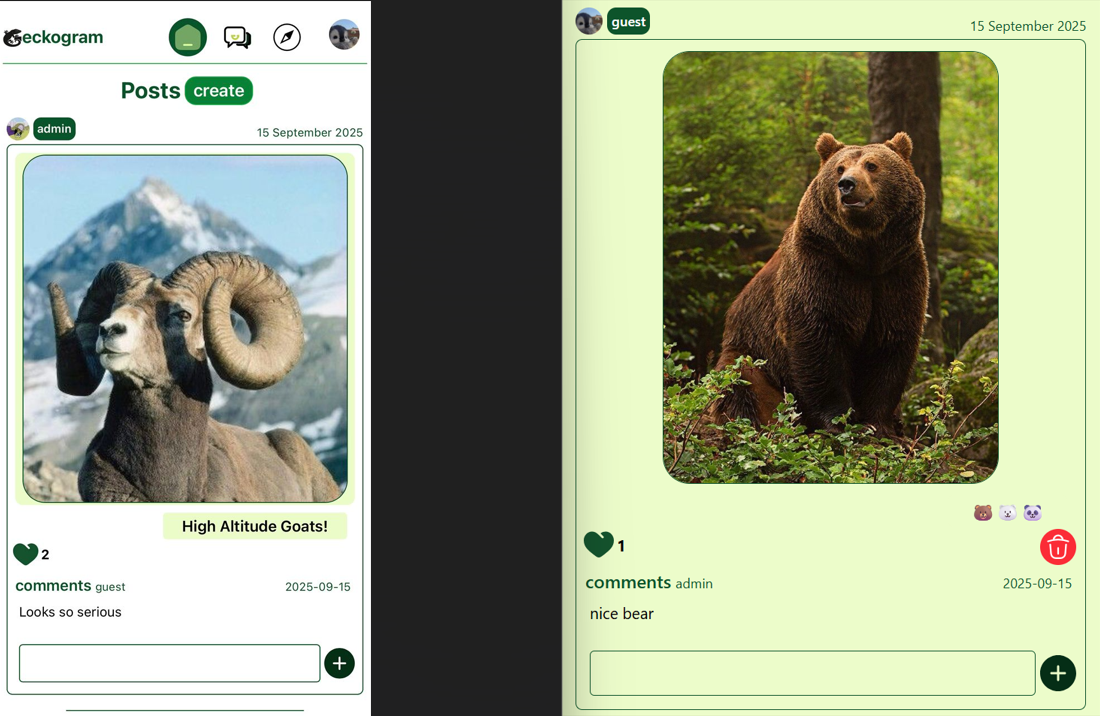 eckogram
Posts create
admin
15 September 2025
High Altitude Goats!
2
comments guest
2025-09-15
Looks so serious
+
guest
15 September 2025
🐻 🐻‍❄️ 🐼
1
comments admin
2025-09-15
nice bear
+